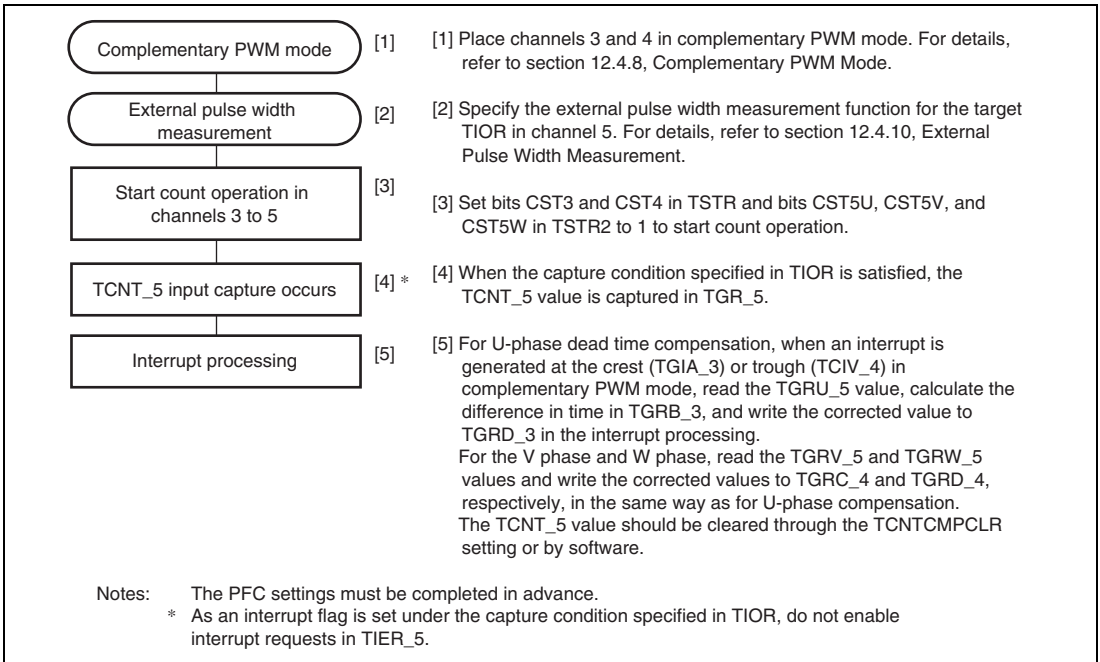 Complementary PWM mode
[1]
[1] Place channels 3 and 4 in complementary PWM mode. For details,
refer to section 12.4.8, Complementary PWM Mode.
External pulse width
measurement
[2]
[2] Specify the external pulse width measurement function for the target
TIOR in channel 5. For details, refer to section 12.4.10, External
Pulse Width Measurement.
Start count operation in
channels 3 to 5
[3]
[3] Set bits CST3 and CST4 in TSTR and bits CST5U, CST5V, and
CST5W in TSTR2 to 1 to start count operation.
TCNT_5 input capture occurs
[4] *
[4] When the capture condition specified in TIOR is satisfied, the
TCNT_5 value is captured in TGR_5.
Interrupt processing
[5]
[5] For U-phase dead time compensation, when an interrupt is
generated at the crest (TGIA_3) or trough (TCIV_4) in
complementary PWM mode, read the TGRU_5 value, calculate the
difference in time in TGRB_3, and write the corrected value to
TGRD_3 in the interrupt processing.
For the V phase and W phase, read the TGRV_5 and TGRW_5
values and write the corrected values to TGRC_4 and TGRD_4,
respectively, in the same way as for U-phase compensation.
The TCNT_5 value should be cleared through the TCNTCMPCLR
setting or by software.
Notes: The PFC settings must be completed in advance.
* As an interrupt flag is set under the capture condition specified in TIOR, do not enable
interrupt requests in TIER_5.